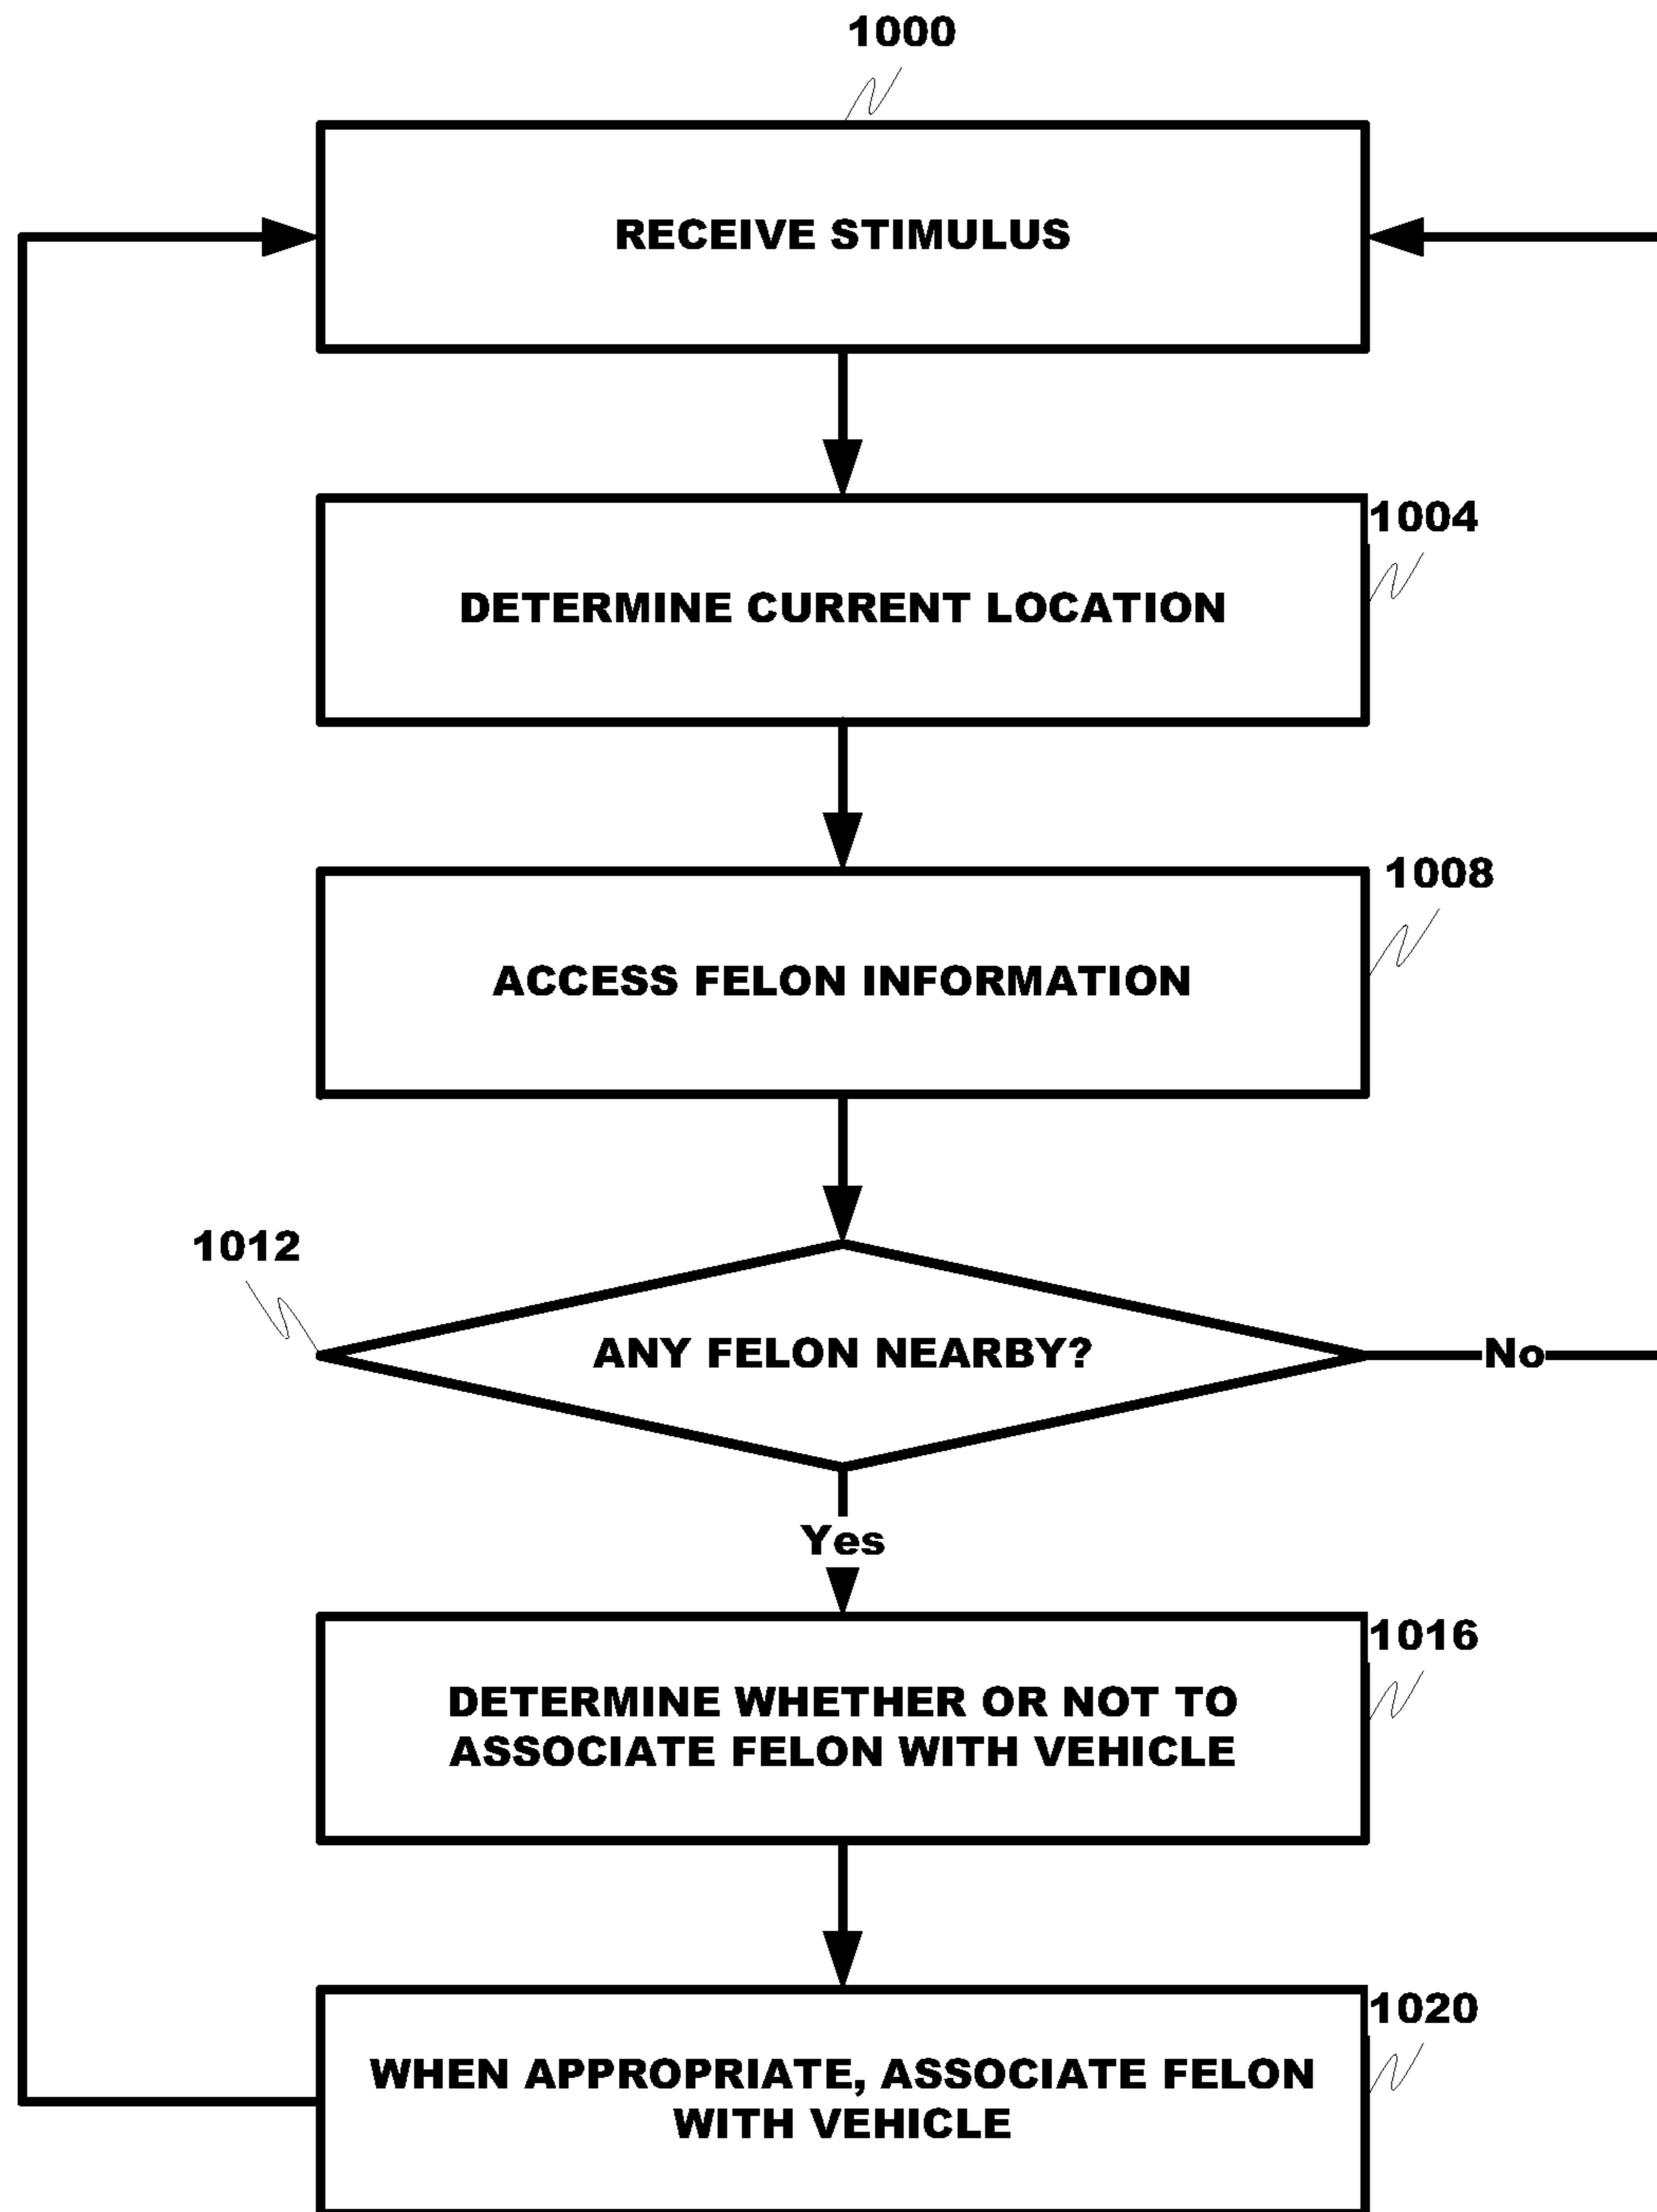 1000
RECEIVE STIMULUS
1004
DETERMINE CURRENT LOCATION
1008
ACCESS FELON INFORMATION
1012
ANY FELON NEARBY?
No
Yes
1016
DETERMINE WHETHER OR NOT TO
ASSOCIATE FELON WITH VEHICLE
1020
WHEN APPROPRIATE, ASSOCIATE FELON
WITH VEHICLE